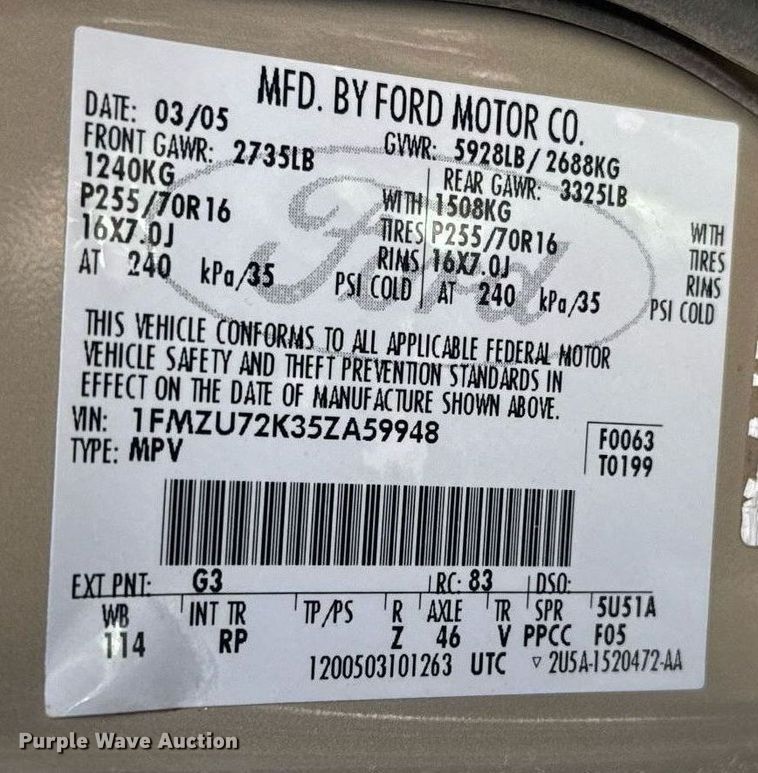 MFD. BY FORD MOTOR CO.
DATE: 03/05 GVWR: 5928LB/2688KG
FRONT GAWR: 2735LB REAR GAWR: 3325LB
1240KG WITH 1508KG WITH
P255/70R16 TIRES P255/70R16 TIRES
16X7.0J RIMS 16X7.0J RIMS
AT 240 kPa/35 PSI COLD AT 240 kPa/35 PSI COLD
Ford
THIS VEHICLE CONFORMS TO ALL APPLICABLE FEDERAL MOTOR
VEHICLE SAFETY AND THEFT PREVENTION STANDARDS IN
EFFECT ON THE DATE OF MANUFACTURE SHOWN ABOVE.
VIN: 1FMZU72K35ZA59948 F0063
TYPE: MPV T0199
EXT PNT: G3 RC: 83 DSO:
WB INT TR TP/PS R AXLE TR SPR 5U51A
114 RP Z 46 V PPCC F05
1200503101263 UTC ▿ 2U5A-1520472-AA
Purple Wave Auction